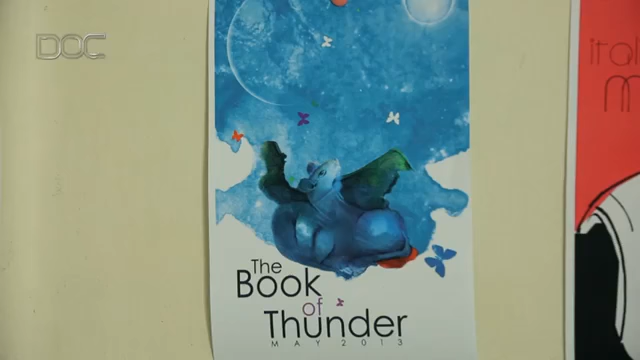 DOC
The
Book
of
Thunder
MAY 2013